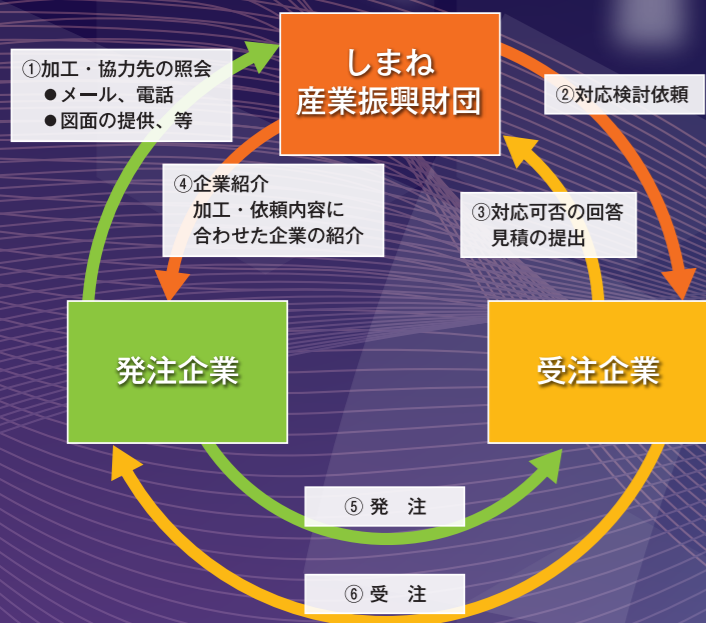 しまね
産業振興財団
①加工・協力先の照会
●メール、電話
●図面の提供、等
②対応検討依頼
④企業紹介
加工・依頼内容に
合わせた企業の紹介
③対応可否の回答
見積の提出
発注企業
受注企業
⑤ 発　注
⑥ 受　注